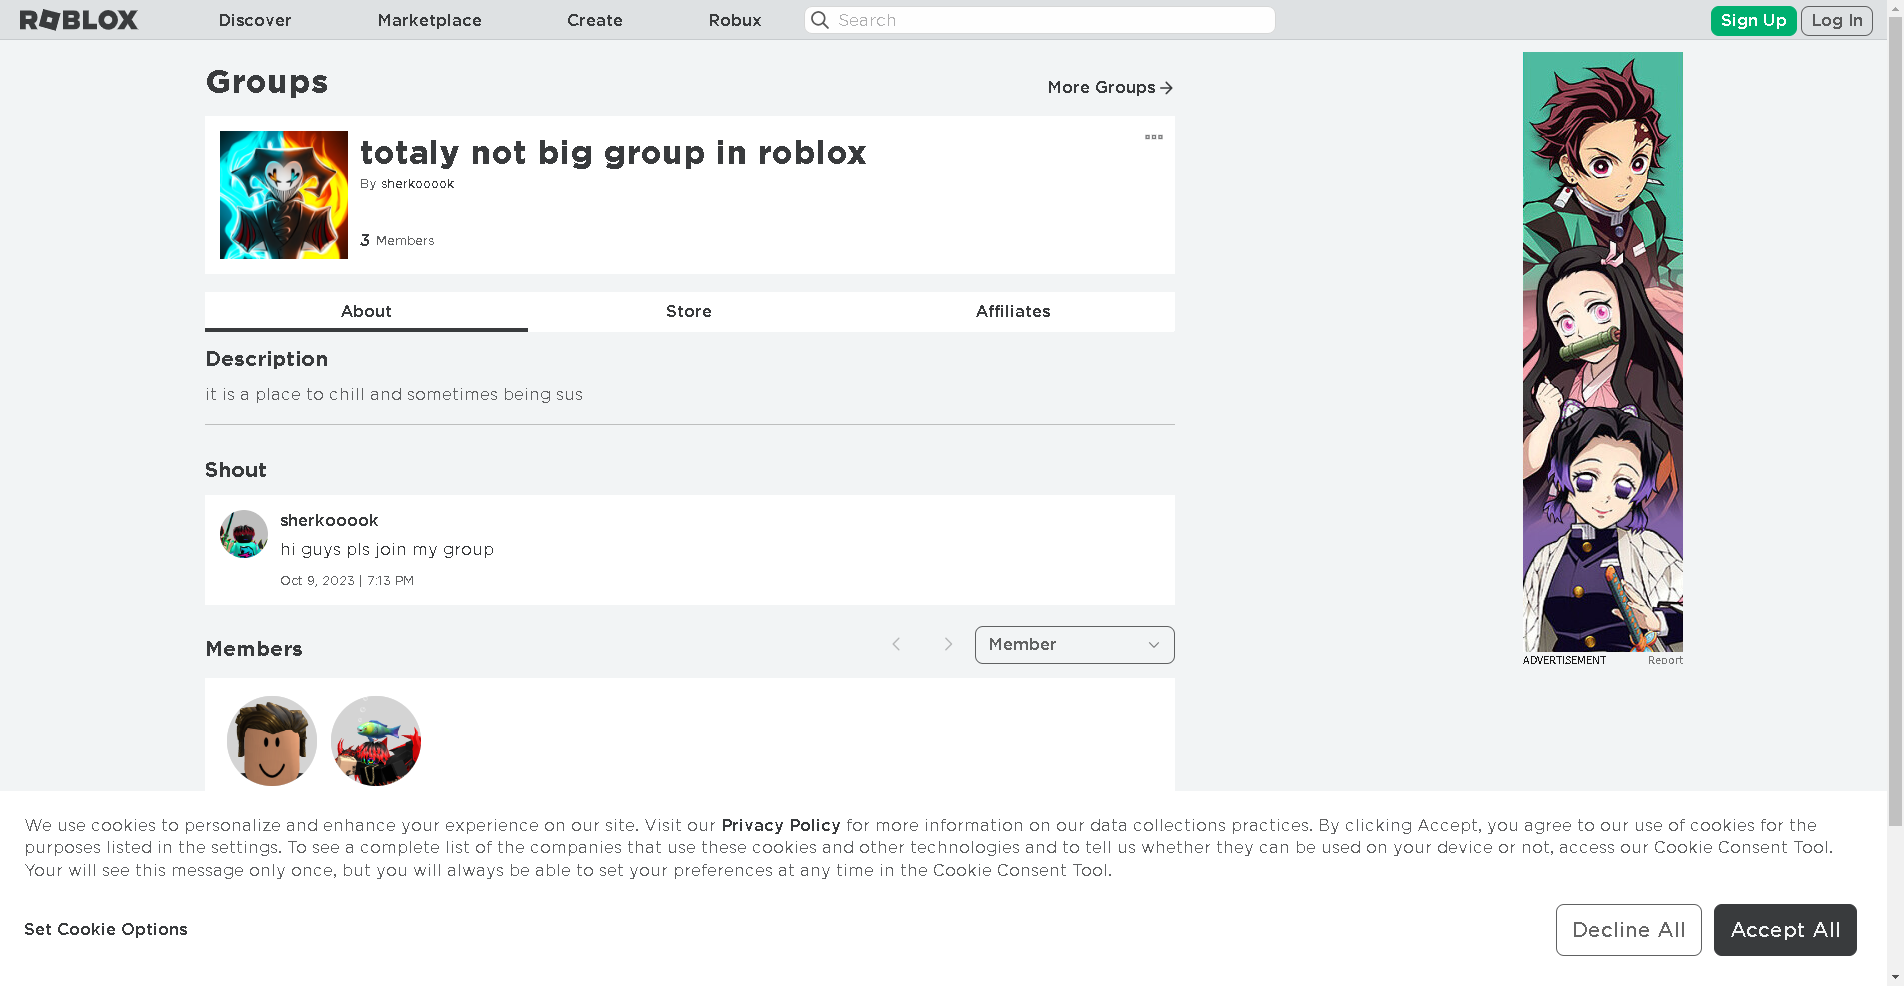 ROBLOX
Discover
Marketplace
Create
Robux
Search
Sign Up
Log In
Groups
More Groups
totaly not big group in roblox
By sherkooook
3 Members
About
Store
Affiliates
Description
it is a place to chill and sometimes being sus
Shout
sherkooook
hi guys pls join my group
Oct 9, 2023 | 7:13 PM
Members
Member
ADVERTISEMENT
Report
We use cookies to personalize and enhance your experience on our site. Visit our Privacy Policy for more information on our data collections practices. By clicking Accept, you agree to our use of cookies for the
purposes listed in the settings. To see a complete list of the companies that use these cookies and other technologies and to tell us whether they can be used on your device or not, access our Cookie Consent Tool.
Your will see this message only once, but you will always be able to set your preferences at any time in the Cookie Consent Tool.
Set Cookie Options
Decline All
Accept All